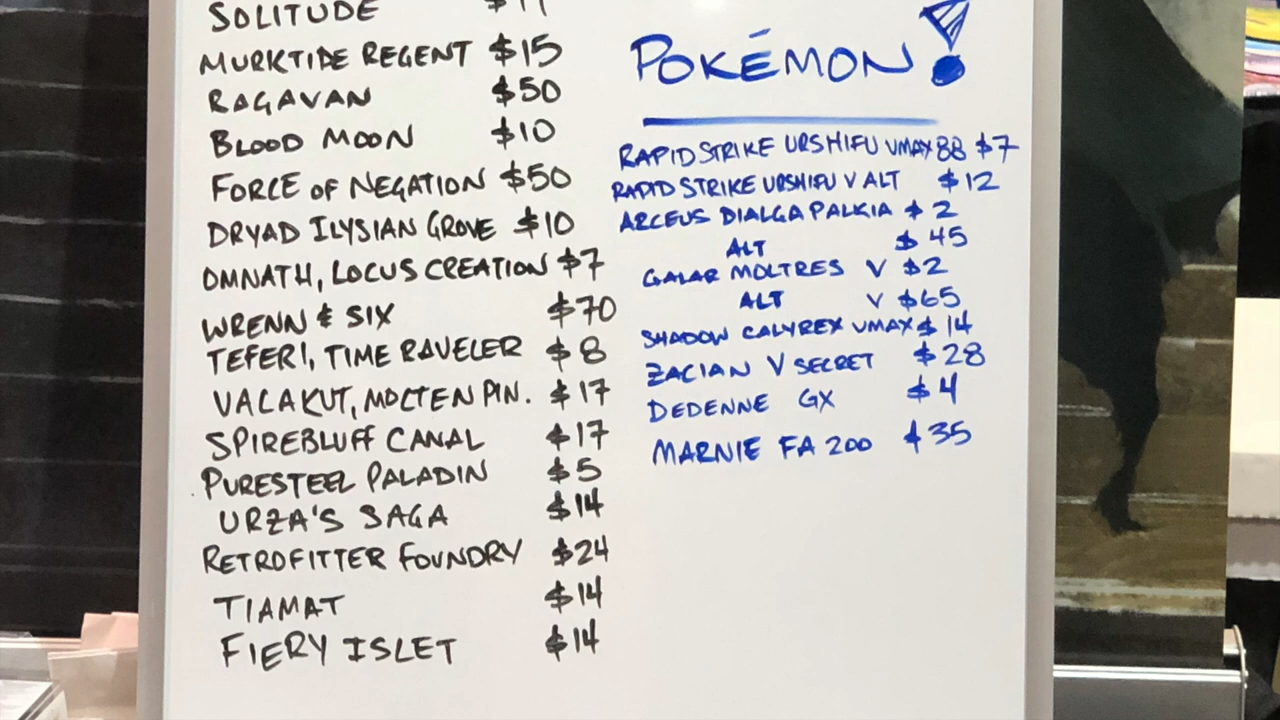 SOLITUDE
MURKTIDE REGENT $15
RAGAVAN $50
BLOOD MOON $10
FORCE OF NEGATION $50
DRYAD ILYSIAN GROVE $10
OMNATH, LOCUS CREATION $7
WRENN & SIX $70
TEFERI, TIME RAVELER $8
VALAKUT, MOLTEN PIN. $17
SPIREBLUFF CANAL $17
PURESTEEL PALADIN $5
URZA'S SAGA $14
RETROFITTER FOUNDRY $24
TIAMAT $14
FIERY ISLET $14
POKÉMON!
RAPID STRIKE URSHIFU VMAX 88 $7
RAPID STRIKE URSHIFU V ALT $12
ARCEUS DIALGA PALKIA $2
ALT $45
GALAR MOLTRES V $2
ALT V $65
SHADOW CALYREX VMAX $14
ZACIAN V SECRET $28
DEDENNE GX $4
MARNIE FA 200 $35